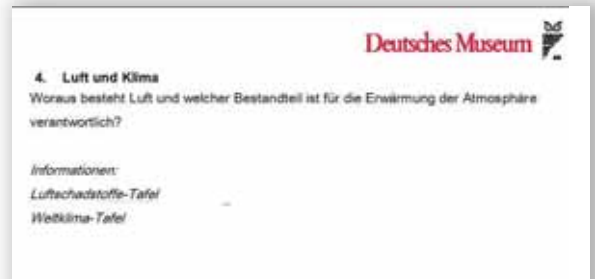 Deutsches Museum
4. Luft und Klima
Woraus besteht Luft und welcher Bestandteil ist für die Erwärmung der Atmosphäre
verantwortlich?
Informationen:
Luftschadstoffe-Tafel
Weltklima-Tafel